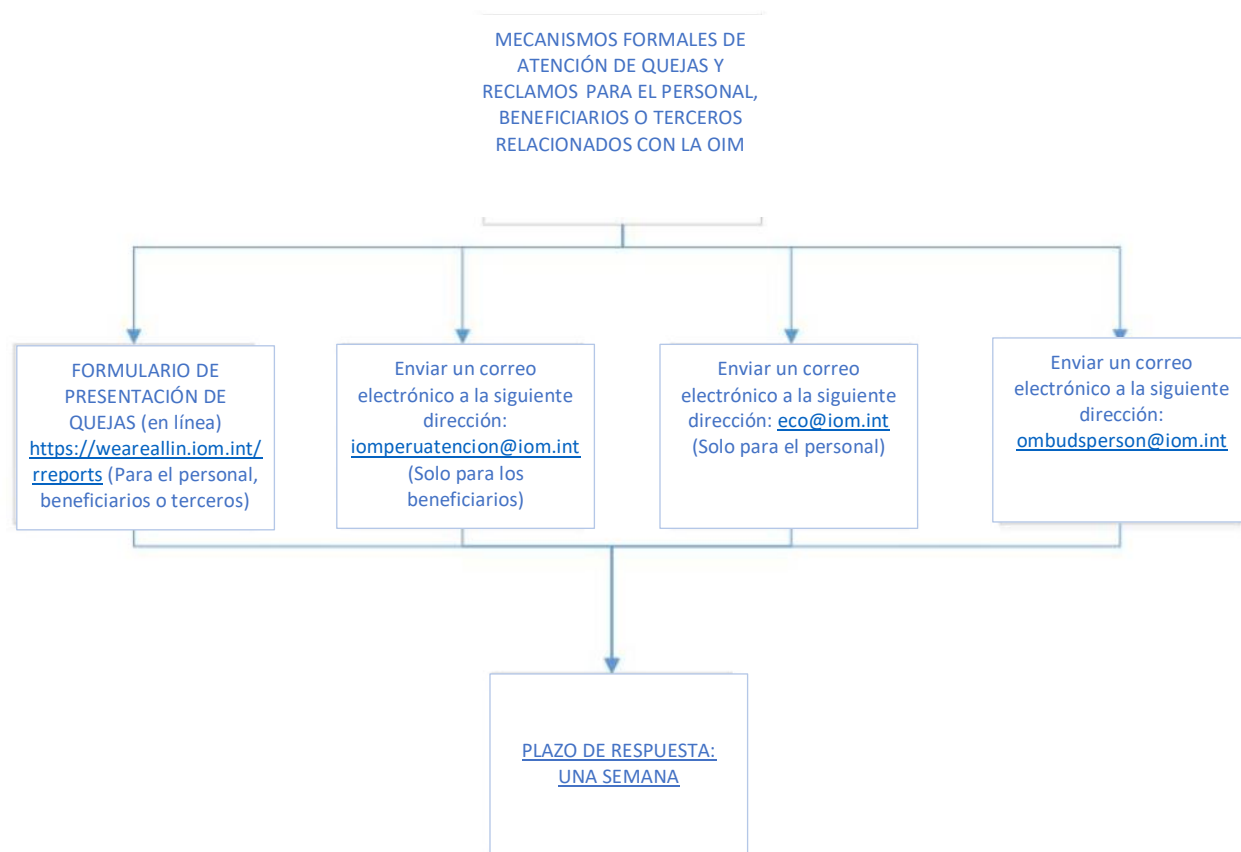 MECANISMOS FORMALES DE
ATENCIÓN DE QUEJAS Y
RECLAMOS PARA EL PERSONAL,
BENEFICIARIOS O TERCEROS
RELACIONADOS CON LA OIM
FORMULARIO DE
PRESENTACIÓN DE
QUEJAS (en línea)
https://weareallin.iom.int/
rreports (Para el personal,
beneficiarios o terceros)
Enviar un correo
electrónico a la siguiente
dirección:
iomperuatencion@iom.int
(Solo para los
beneficiarios)
Enviar un correo
electrónico a la siguiente
dirección: eco@iom.int
(Solo para el personal)
Enviar un correo
electrónico a la siguiente
dirección:
ombudsperson@iom.int
PLAZO DE RESPUESTA:
UNA SEMANA